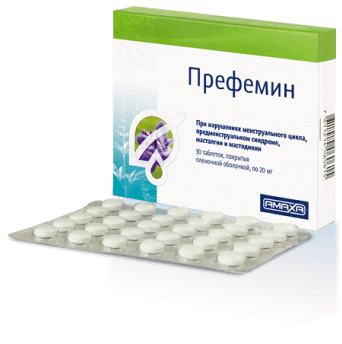 Префемин
При нарушениях менструального цикла,
предменструальном синдроме,
масталгии и мастодинии
30 таблеток, покрытых
пленочной оболочкой, по 20 мг
AMAXA